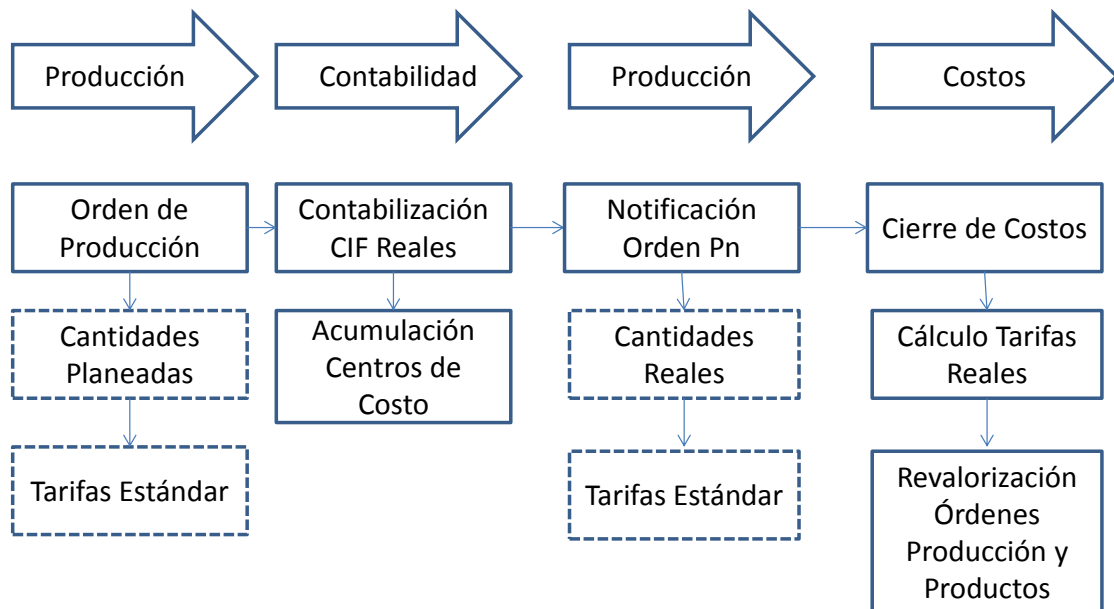 Producción
Contabilidad
Producción
Costos
Orden de
Producción
Contabilización
CIF Reales
Notificación
Orden Pn
Cierre de Costos
Cantidades
Planeadas
Acumulación
Centros de
Costo
Cantidades
Reales
Cálculo Tarifas
Reales
Tarifas Estándar
Tarifas Estándar
Revalorización
Órdenes
Producción y
Productos